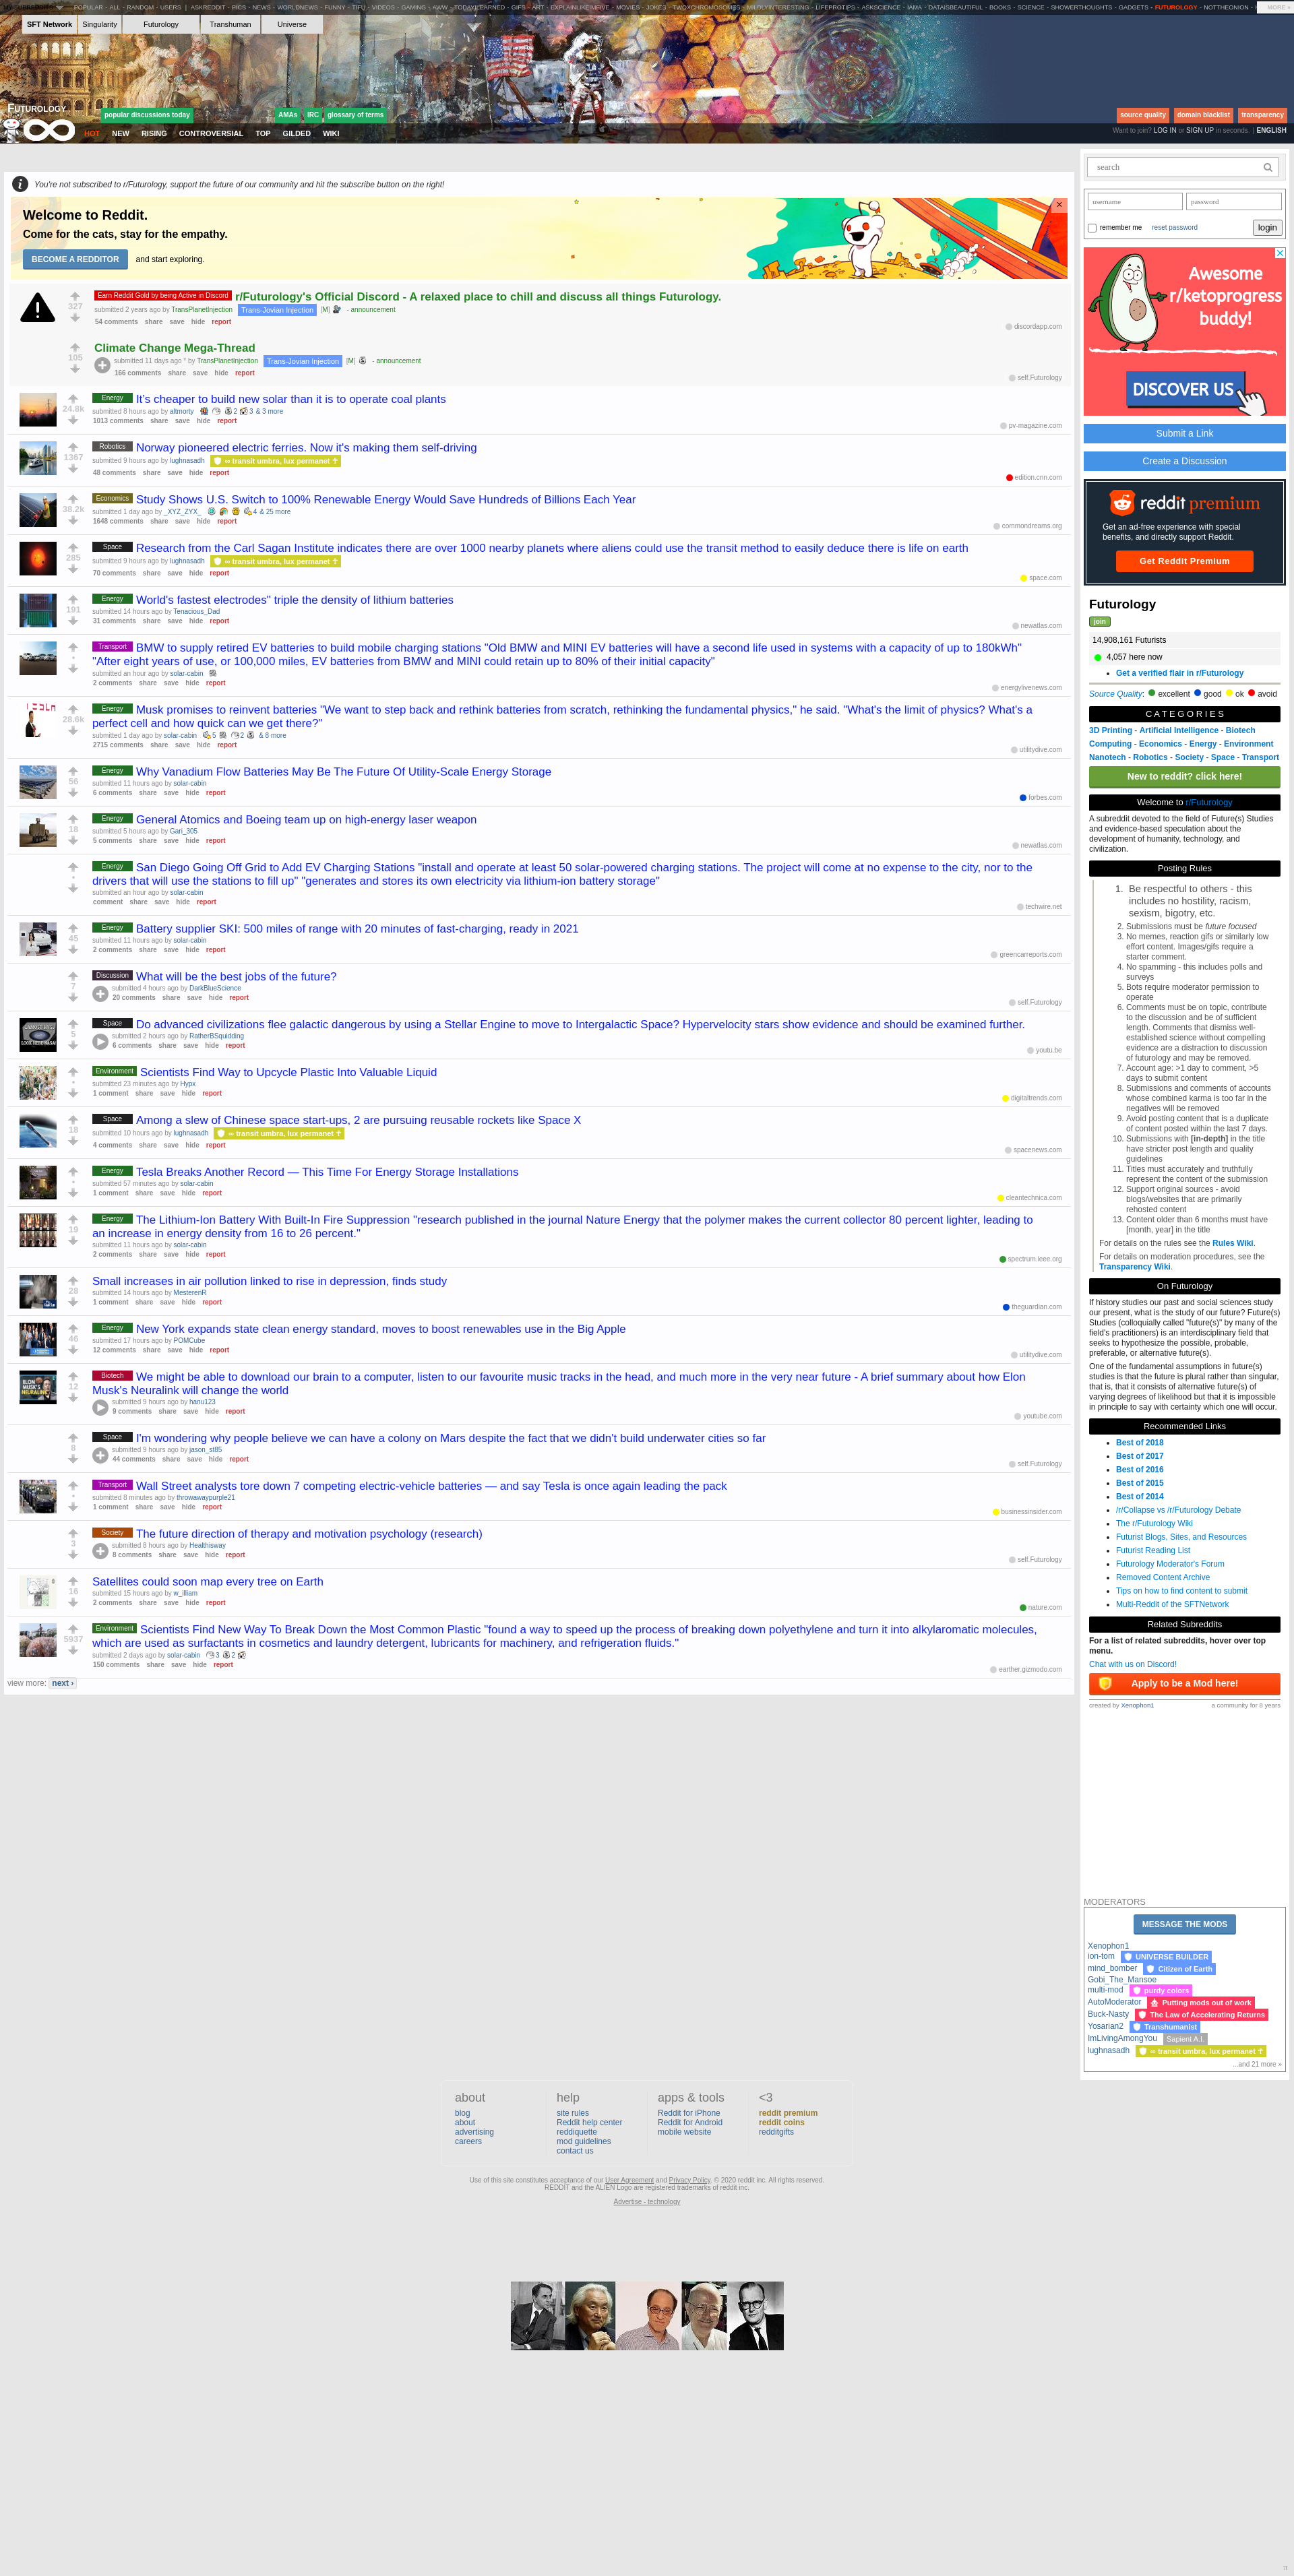 POPULAR - ALL - RANDOM - USERS | ASKREDDIT - PICS - NEWS - WORLDNEWS - FUNNY - TIFU - VIDEOS - GAMING - AWW - TODAYILEARNED - GIFS - ART - EXPLAINLIKEIMFIVE - MOVIES - JOKES - TWOXCHROMOSOMES - MILDLYINTERESTING - LIFEPROTIPS - ASKSCIENCE - IAMA - DATAISBEAUTIFUL - BOOKS - SCIENCE - SHOWERTHOUGHTS - GADGETS - FUTUROLOGY - NOTTHEONION
MORE »
SFT Network Singularity Futurology Transhuman Universe
FUTUROLOGY
popular discussions today AMAs IRC glossary of terms
source quality domain blacklist transparency
HOT NEW RISING CONTROVERSIAL TOP GILDED WIKI
Want to join? LOG IN or SIGN UP in seconds. | ENGLISH
You're not subscribed to r/Futurology, support the future of our community and hit the subscribe button on the right!
Welcome to Reddit.
Come for the cats, stay for the empathy.
BECOME A REDDITOR and start exploring.
×
327
Earn Reddit Gold by being Active in Discord r/Futurology's Official Discord - A relaxed place to chill and discuss all things Futurology.
submitted 2 years ago by TransPlanetInjection Trans-Jovian Injection [M] - announcement
54 comments share save hide report
discordapp.com
105
Climate Change Mega-Thread
submitted 11 days ago * by TransPlanetInjection Trans-Jovian Injection [M] - announcement
166 comments share save hide report
self.Futurology
24.8k
Energy It's cheaper to build new solar than it is to operate coal plants
submitted 8 hours ago by altmorty 2 3 & 3 more
1013 comments share save hide report
pv-magazine.com
1367
Robotics Norway pioneered electric ferries. Now it's making them self-driving
submitted 9 hours ago by lughnasadh ∞ transit umbra, lux permanet ☥
48 comments share save hide report
edition.cnn.com
38.2k
Economics Study Shows U.S. Switch to 100% Renewable Energy Would Save Hundreds of Billions Each Year
submitted 1 day ago by _XYZ_ZYX_ 4 & 25 more
1648 comments share save hide report
commondreams.org
285
Space Research from the Carl Sagan Institute indicates there are over 1000 nearby planets where aliens could use the transit method to easily deduce there is life on earth
submitted 9 hours ago by lughnasadh ∞ transit umbra, lux permanet ☥
70 comments share save hide report
space.com
191
Energy World's fastest electrodes" triple the density of lithium batteries
submitted 14 hours ago by Tenacious_Dad
31 comments share save hide report
newatlas.com
•
Transport BMW to supply retired EV batteries to build mobile charging stations "Old BMW and MINI EV batteries will have a second life used in systems with a capacity of up to 180kWh"
"After eight years of use, or 100,000 miles, EV batteries from BMW and MINI could retain up to 80% of their initial capacity"
submitted an hour ago by solar-cabin
2 comments share save hide report
energylivenews.com
28.6k
Energy Musk promises to reinvent batteries "We want to step back and rethink batteries from scratch, rethinking the fundamental physics," he said. "What's the limit of physics? What's a
perfect cell and how quick can we get there?"
submitted 1 day ago by solar-cabin 5 2 & 8 more
2715 comments share save hide report
utilitydive.com
56
Energy Why Vanadium Flow Batteries May Be The Future Of Utility-Scale Energy Storage
submitted 11 hours ago by solar-cabin
6 comments share save hide report
forbes.com
18
Energy General Atomics and Boeing team up on high-energy laser weapon
submitted 5 hours ago by Gari_305
5 comments share save hide report
newatlas.com
•
Energy San Diego Going Off Grid to Add EV Charging Stations "install and operate at least 50 solar-powered charging stations. The project will come at no expense to the city, nor to the
drivers that will use the stations to fill up" "generates and stores its own electricity via lithium-ion battery storage"
submitted an hour ago by solar-cabin
comment share save hide report
techwire.net
45
Energy Battery supplier SKI: 500 miles of range with 20 minutes of fast-charging, ready in 2021
submitted 11 hours ago by solar-cabin
2 comments share save hide report
greencarreports.com
7
Discussion What will be the best jobs of the future?
submitted 4 hours ago by DarkBlueScience
20 comments share save hide report
self.Futurology
5
Space Do advanced civilizations flee galactic dangerous by using a Stellar Engine to move to Intergalactic Space? Hypervelocity stars show evidence and should be examined further.
submitted 2 hours ago by RatherBSquidding
6 comments share save hide report
youtu.be
•
Environment Scientists Find Way to Upcycle Plastic Into Valuable Liquid
submitted 23 minutes ago by Hypx
1 comment share save hide report
digitaltrends.com
18
Space Among a slew of Chinese space start-ups, 2 are pursuing reusable rockets like Space X
submitted 10 hours ago by lughnasadh ∞ transit umbra, lux permanet ☥
4 comments share save hide report
spacenews.com
•
Energy Tesla Breaks Another Record — This Time For Energy Storage Installations
submitted 57 minutes ago by solar-cabin
1 comment share save hide report
cleantechnica.com
19
Energy The Lithium-Ion Battery With Built-In Fire Suppression "research published in the journal Nature Energy that the polymer makes the current collector 80 percent lighter, leading to
an increase in energy density from 16 to 26 percent."
submitted 11 hours ago by solar-cabin
2 comments share save hide report
spectrum.ieee.org
28
Small increases in air pollution linked to rise in depression, finds study
submitted 14 hours ago by MesterenR
1 comment share save hide report
theguardian.com
46
Energy New York expands state clean energy standard, moves to boost renewables use in the Big Apple
submitted 17 hours ago by POMCube
12 comments share save hide report
utilitydive.com
12
Biotech We might be able to download our brain to a computer, listen to our favourite music tracks in the head, and much more in the very near future - A brief summary about how Elon
Musk's Neuralink will change the world
submitted 9 hours ago by hanu123
9 comments share save hide report
youtube.com
8
Space I'm wondering why people believe we can have a colony on Mars despite the fact that we didn't build underwater cities so far
submitted 9 hours ago by jason_st85
44 comments share save hide report
self.Futurology
•
Transport Wall Street analysts tore down 7 competing electric-vehicle batteries — and say Tesla is once again leading the pack
submitted 8 minutes ago by throwawaypurple21
1 comment share save hide report
businessinsider.com
3
Society The future direction of therapy and motivation psychology (research)
submitted 8 hours ago by Healthisway
8 comments share save hide report
self.Futurology
16
Satellites could soon map every tree on Earth
submitted 15 hours ago by w_illiam
2 comments share save hide report
nature.com
5937
Environment Scientists Find New Way To Break Down the Most Common Plastic "found a way to speed up the process of breaking down polyethylene and turn it into alkylaromatic molecules,
which are used as surfactants in cosmetics and laundry detergent, lubricants for machinery, and refrigeration fluids."
submitted 2 days ago by solar-cabin 3 2
150 comments share save hide report
earther.gizmodo.com
view more: next ›
search
username password
remember me reset password login
Awesome
r/ketoprogress
buddy!
DISCOVER US
Submit a Link
Create a Discussion
reddit premium
Get an ad-free experience with special
benefits, and directly support Reddit.
Get Reddit Premium
Futurology
join
14,908,161 Futurists
4,057 here now
Get a verified flair in r/Futurology
Source Quality: excellent good ok avoid
CATEGORIES
3D Printing - Artificial Intelligence - Biotech
Computing - Economics - Energy - Environment
Nanotech - Robotics - Society - Space - Transport
New to reddit? click here!
Welcome to r/Futurology
A subreddit devoted to the field of Future(s) Studies
and evidence-based speculation about the
development of humanity, technology, and
civilization.
Posting Rules
1. Be respectful to others - this
includes no hostility, racism,
sexism, bigotry, etc.
2. Submissions must be future focused
3. No memes, reaction gifs or similarly low
effort content. Images/gifs require a
starter comment.
4. No spamming - this includes polls and
surveys
5. Bots require moderator permission to
operate
6. Comments must be on topic, contribute
to the discussion and be of sufficient
length. Comments that dismiss well-
established science without compelling
evidence are a distraction to discussion
of futurology and may be removed.
7. Account age: >1 day to comment, >5
days to submit content
8. Submissions and comments of accounts
whose combined karma is too far in the
negatives will be removed
9. Avoid posting content that is a duplicate
of content posted within the last 7 days.
10. Submissions with [in-depth] in the title
have stricter post length and quality
guidelines
11. Titles must accurately and truthfully
represent the content of the submission
12. Support original sources - avoid
blogs/websites that are primarily
rehosted content
13. Content older than 6 months must have
[month, year] in the title
For details on the rules see the Rules Wiki.
For details on moderation procedures, see the
Transparency Wiki.
On Futurology
If history studies our past and social sciences study
our present, what is the study of our future? Future(s)
Studies (colloquially called "future(s)" by many of the
field's practitioners) is an interdisciplinary field that
seeks to hypothesize the possible, probable,
preferable, or alternative future(s).
One of the fundamental assumptions in future(s)
studies is that the future is plural rather than singular,
that is, that it consists of alternative future(s) of
varying degrees of likelihood but that it is impossible
in principle to say with certainty which one will occur.
Recommended Links
Best of 2018
Best of 2017
Best of 2016
Best of 2015
Best of 2014
/r/Collapse vs /r/Futurology Debate
The r/Futurology Wiki
Futurist Blogs, Sites, and Resources
Futurist Reading List
Futurology Moderator's Forum
Removed Content Archive
Tips on how to find content to submit
Multi-Reddit of the SFTNetwork
Related Subreddits
For a list of related subreddits, hover over top
menu.
Chat with us on Discord!
Apply to be a Mod here!
created by Xenophon1 a community for 8 years
MODERATORS
MESSAGE THE MODS
Xenophon1
ion-tom UNIVERSE BUILDER
mind_bomber Citizen of Earth
Gobi_The_Mansoe
multi-mod purdy colors
AutoModerator Putting mods out of work
Buck-Nasty The Law of Accelerating Returns
Yosarian2 Transhumanist
ImLivingAmongYou Sapient A.I.
lughnasadh ∞ transit umbra, lux permanet ☥
...and 21 more »
about
blog
about
advertising
careers
help
site rules
Reddit help center
reddiquette
mod guidelines
contact us
apps & tools
Reddit for iPhone
Reddit for Android
mobile website
<3
reddit premium
reddit coins
redditgifts
Use of this site constitutes acceptance of our User Agreement and Privacy Policy. © 2020 reddit inc. All rights reserved.
REDDIT and the ALIEN Logo are registered trademarks of reddit inc.
Advertise - technology
π